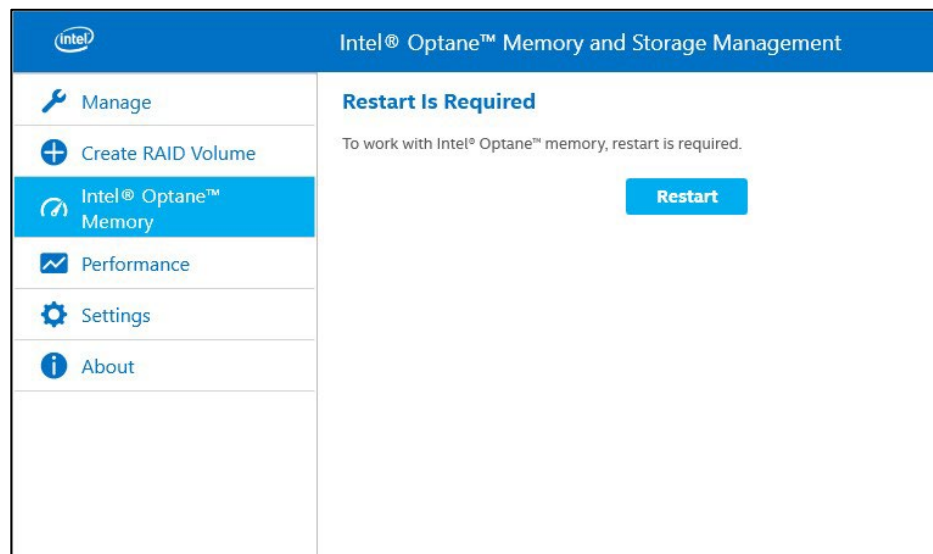 intel
Intel® Optane™ Memory and Storage Management
Manage
Create RAID Volume
Intel® Optane™
Memory
Performance
Settings
About
Restart Is Required
To work with Intel® Optane™ memory, restart is required.
Restart